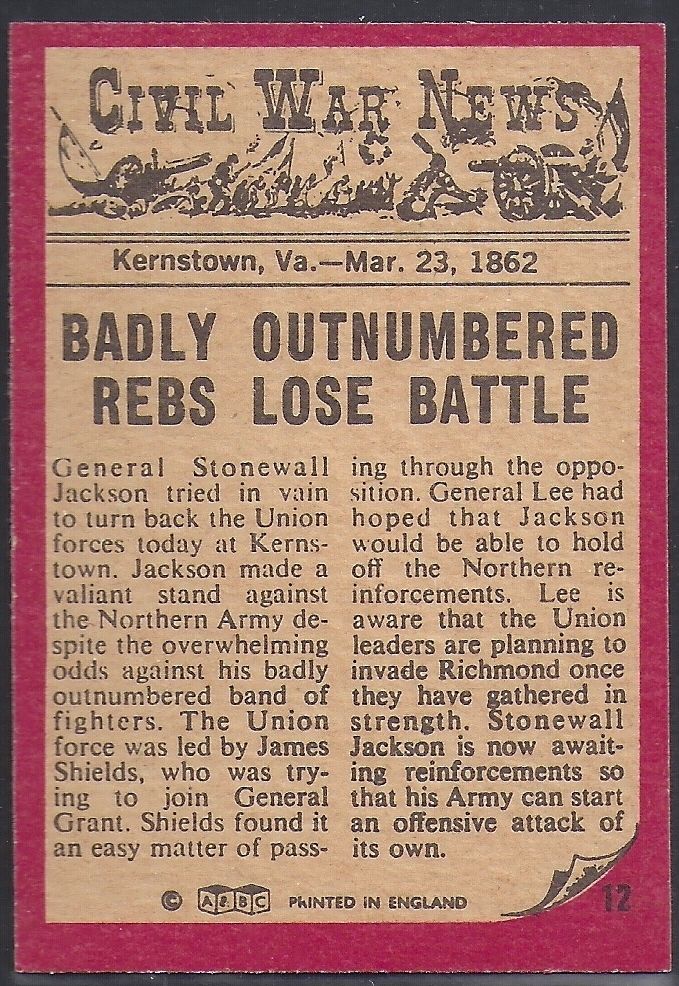 CIVIL WAR NEWS
Kernstown, Va.—Mar. 23, 1862
BADLY OUTNUMBERED
REBS LOSE BATTLE
General Stonewall
Jackson tried in vain
to turn back the Union
forces today at Kerns-
town. Jackson made a
valiant stand against
the Northern Army de-
spite the overwhelming
odds against his badly
outnumbered band of
fighters. The Union
force was led by James
Shields, who was try-
ing to join General
Grant. Shields found it
an easy matter of pass-
ing through the oppo-
sition. General Lee had
hoped that Jackson
would be able to hold
off the Northern re-
inforcements. Lee is
aware that the Union
leaders are planning to
invade Richmond once
they have gathered in
strength. Stonewall
Jackson is now await-
ing reinforcements so
that his Army can start
an offensive attack of
its own.
© A&BC PRINTED IN ENGLAND
12